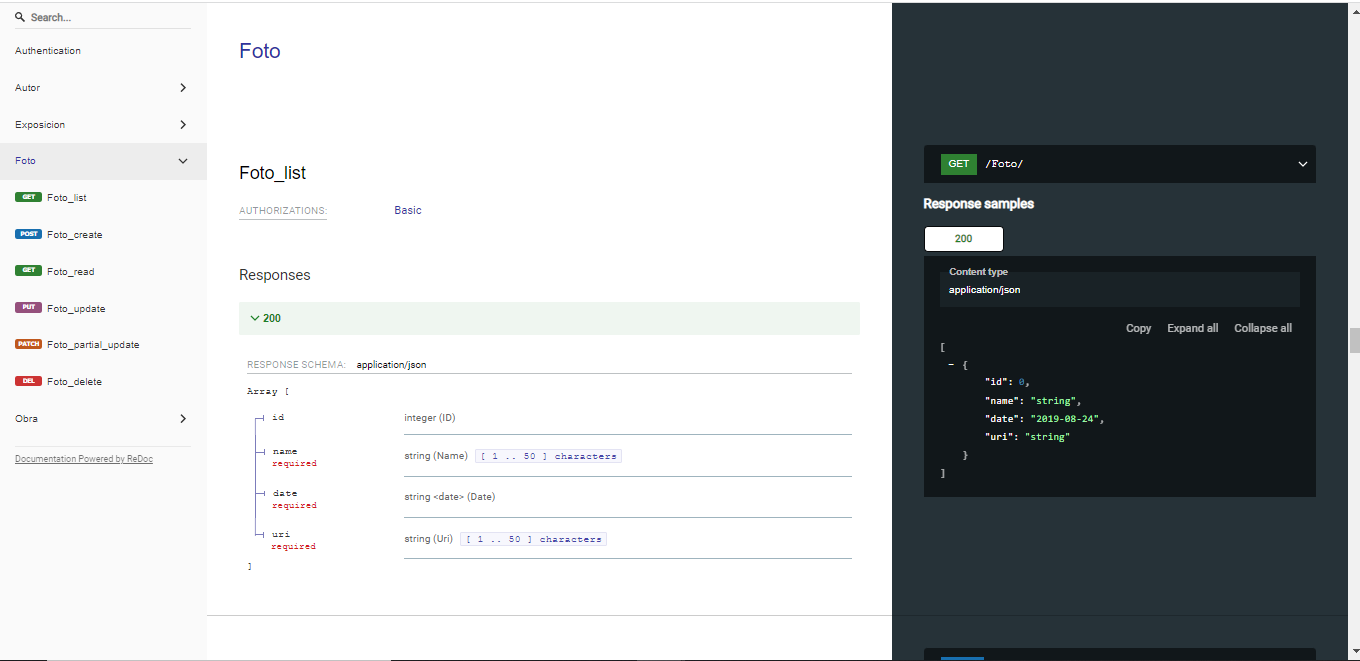 Search...
Authentication
Autor
Exposicion
Foto
GET Foto_list
POST Foto_create
GET Foto_read
PUT Foto_update
PATCH Foto_partial_update
DEL Foto_delete
Obra
Documentation Powered by ReDoc
Foto
Foto_list
AUTHORIZATIONS: Basic
Responses
200
RESPONSE SCHEMA: application/json
Array [
id integer (ID)
name
required
string (Name) [ 1 .. 50 ] characters
date
required
string <date> (Date)
uri
required
string (Uri) [ 1 .. 50 ] characters
]
GET /Foto/
Response samples
200
Content type
application/json
Copy Expand all Collapse all
[
- {
"id": 0,
"name": "string",
"date": "2019-08-24",
"uri": "string"
}
]